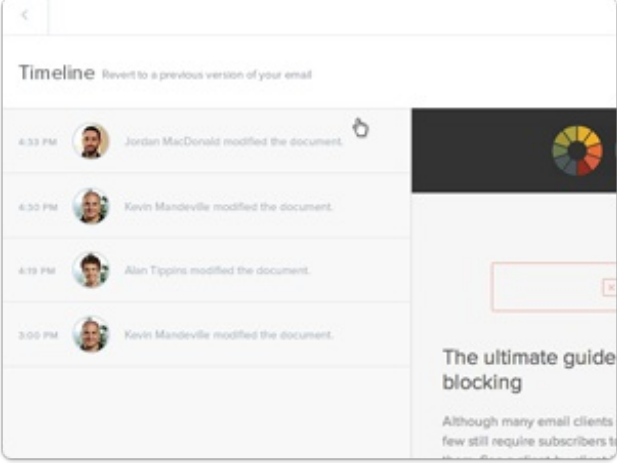 Timeline Revert to a previous version of your email
4:33 PM Jordan MacDonald modified the document.
4:30 PM Kevin Mandeville modified the document.
4:19 PM Alan Tippins modified the document.
3:00 PM Kevin Mandeville modified the document.
The ultimate guide
blocking
Although many email clients
few still require subscribers to